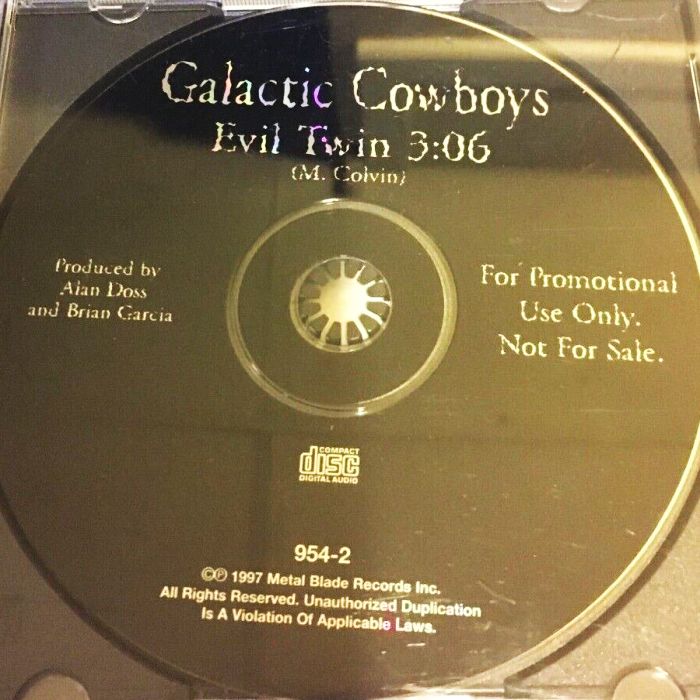 Galactic Cowboys
Evil Twin 3:06
(M. Colvin)
Produced by
Alan Doss
and Brian Garcia
For Promotional
Use Only.
Not For Sale.
COMPACT
disc
DIGITAL AUDIO
954-2
©℗ 1997 Metal Blade Records Inc.
All Rights Reserved. Unauthorized Duplication
Is A Violation Of Applicable Laws.